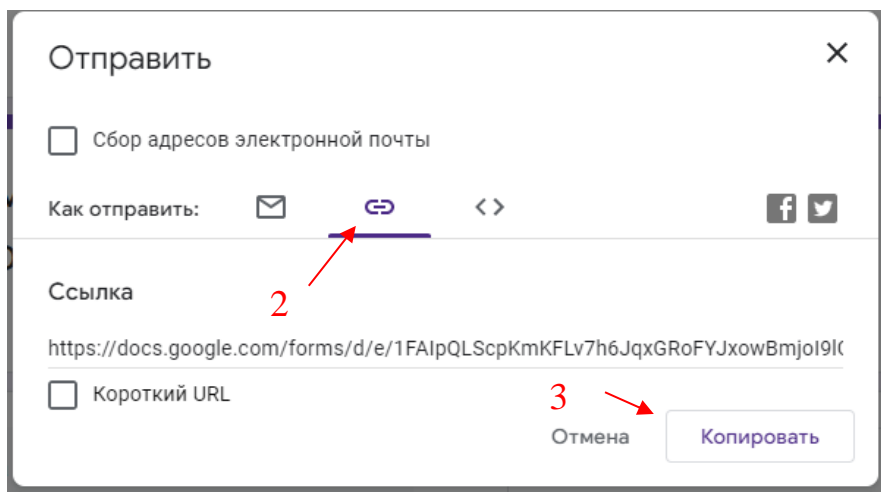 Отправить
Сбор адресов электронной почты
Как отправить:
2
Ссылка
https://docs.google.com/forms/d/e/1FAIpQLScpKmKFLv7h6JqxGRoFYJxowBmjoI9l
Короткий URL
3
Отмена
Копировать